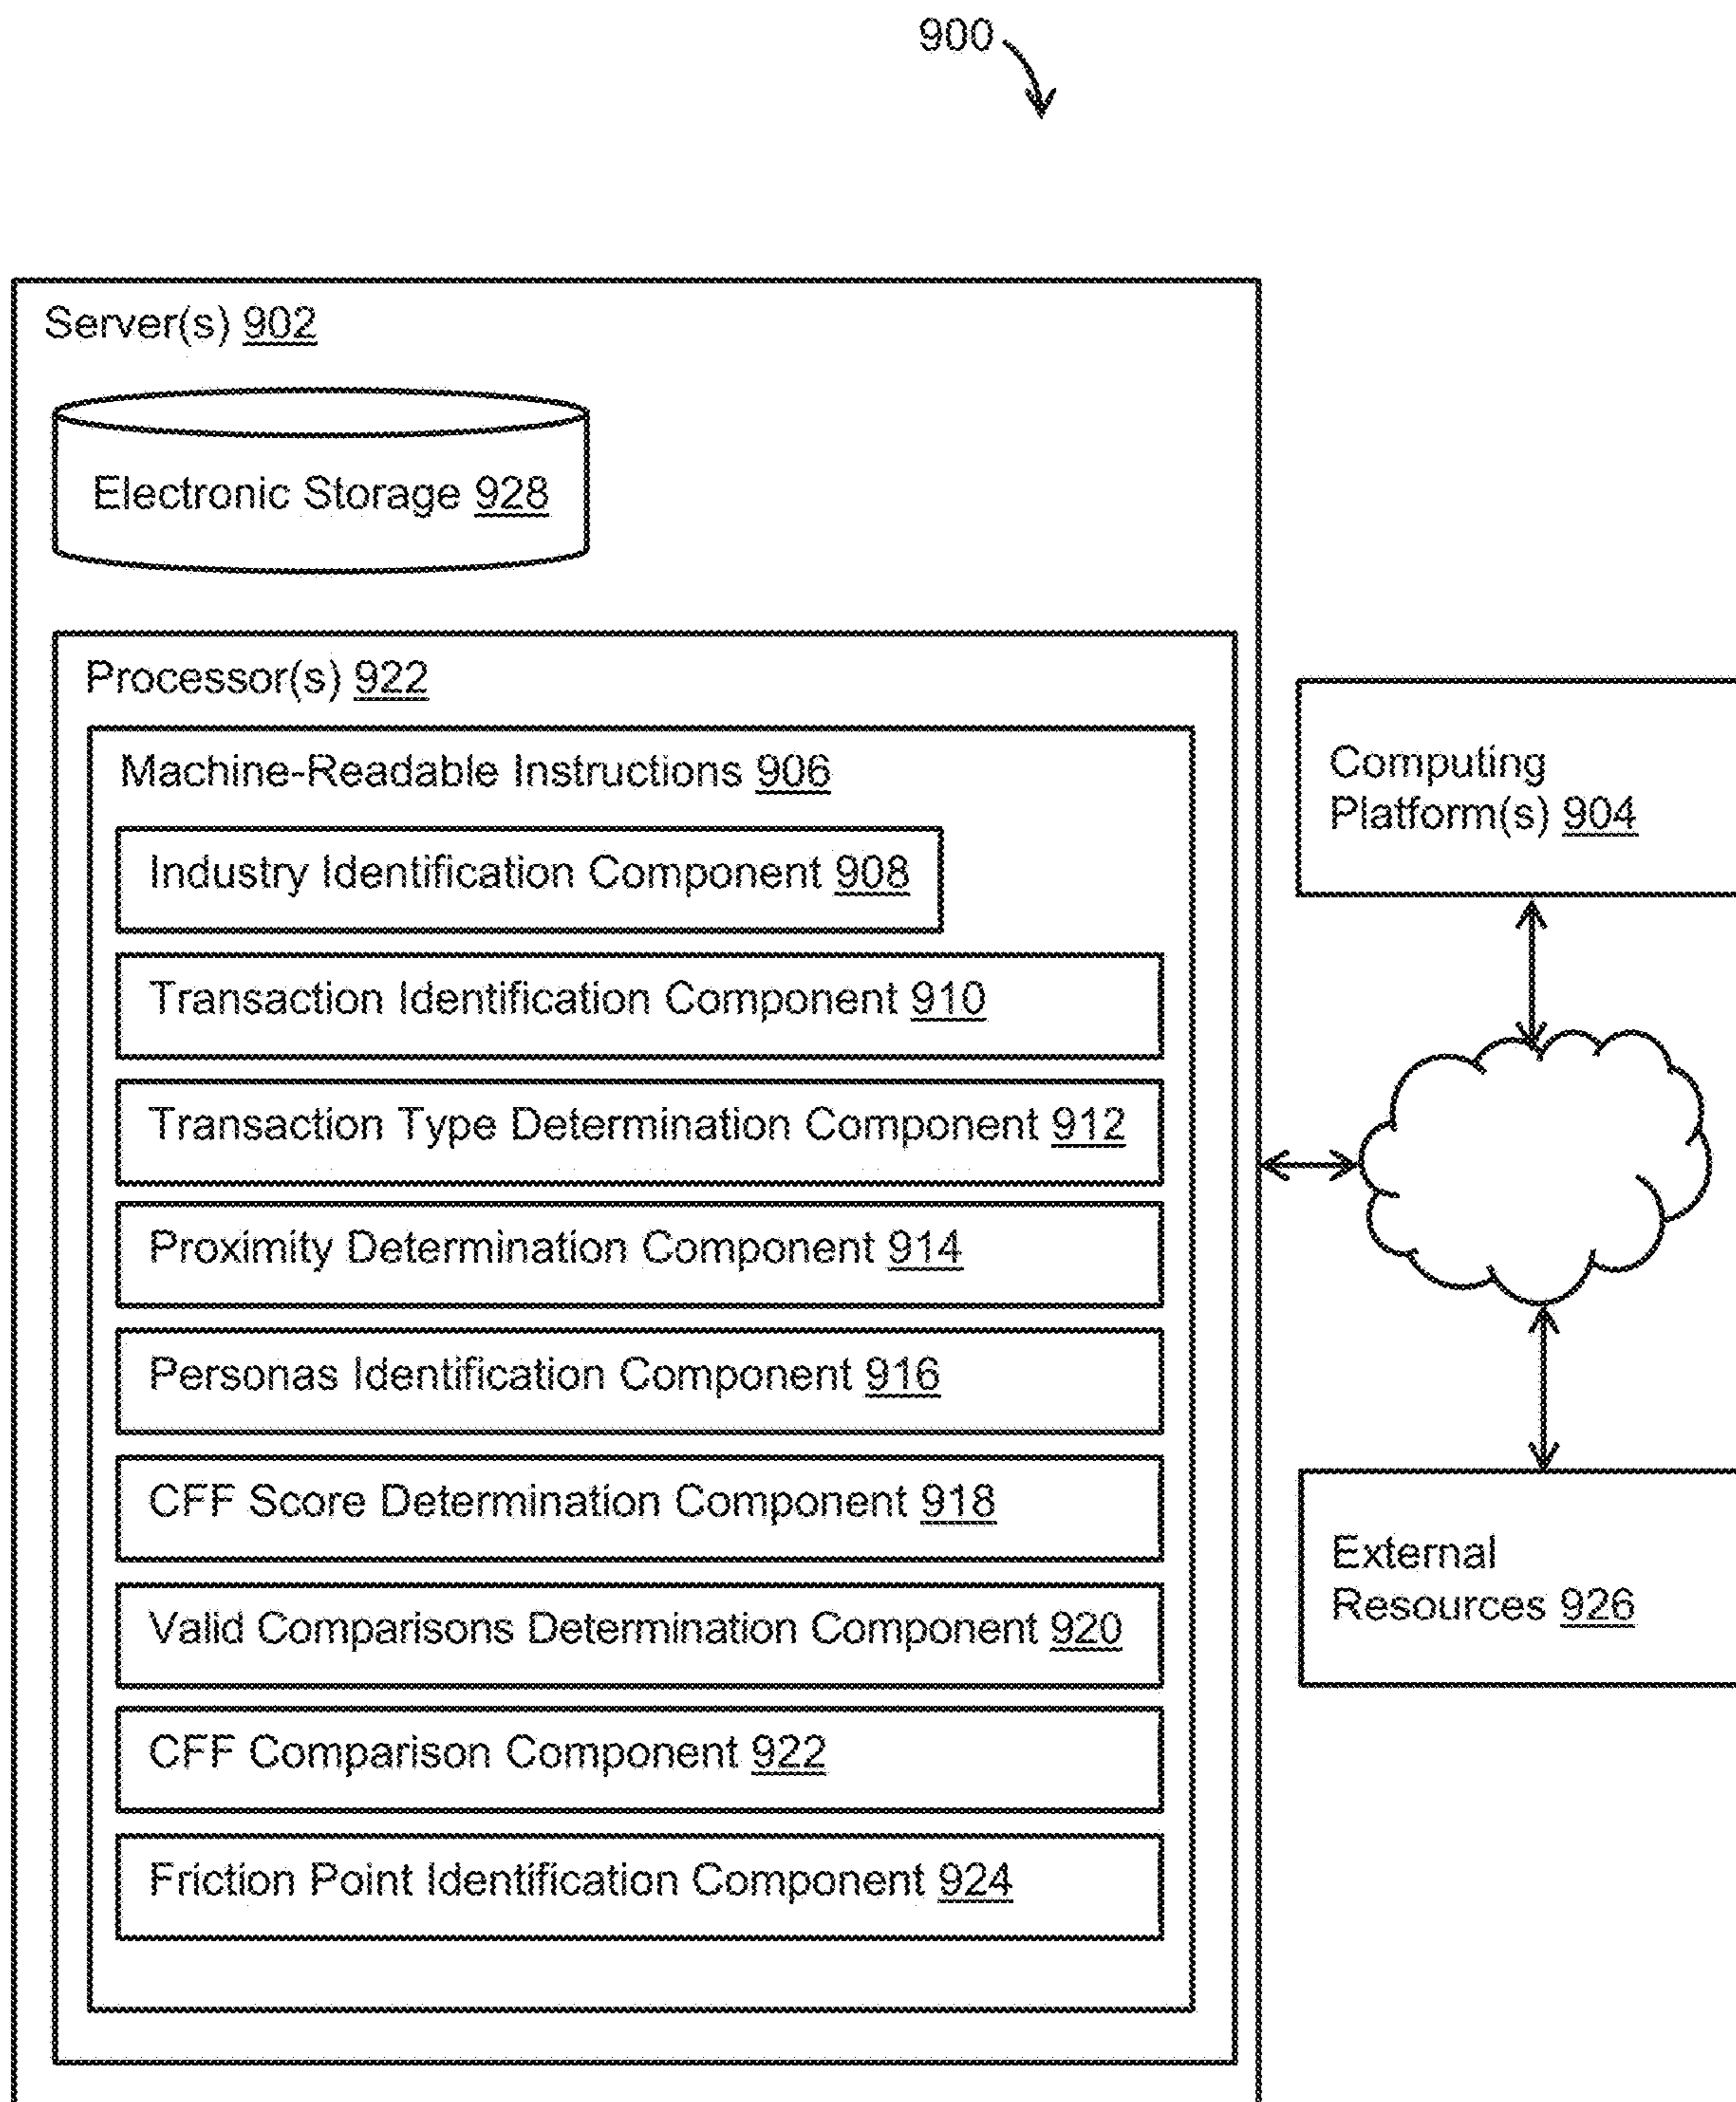 900
Server(s) 902
Electronic Storage 928
Processor(s) 922
Machine-Readable Instructions 906
Industry Identification Component 908
Transaction Identification Component 910
Transaction Type Determination Component 912
Proximity Determination Component 914
Personas Identification Component 916
CFF Score Determination Component 918
Valid Comparisons Determination Component 920
CFF Comparison Component 922
Friction Point Identification Component 924
Computing
Platform(s) 904
External
Resources 926